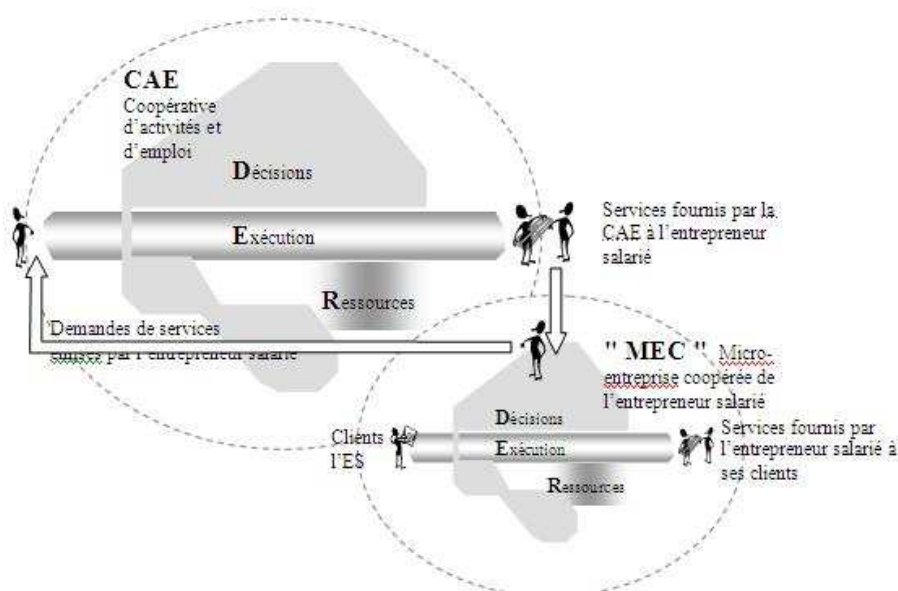 CAE
Coopérative
d'activités et
d'emploi
Décisions
Exécution
Ressources
Services fournis par la
CAE à l'entrepreneur
salarié
Demandes de services
émises par l'entrepreneur salarié
" MEC " Micro-
entreprise coopérée de
l'entrepreneur salarié
Décisions
Exécution
Ressources
Clients de
l'ES
Services fournis par
l'entrepreneur salarié à
ses clients